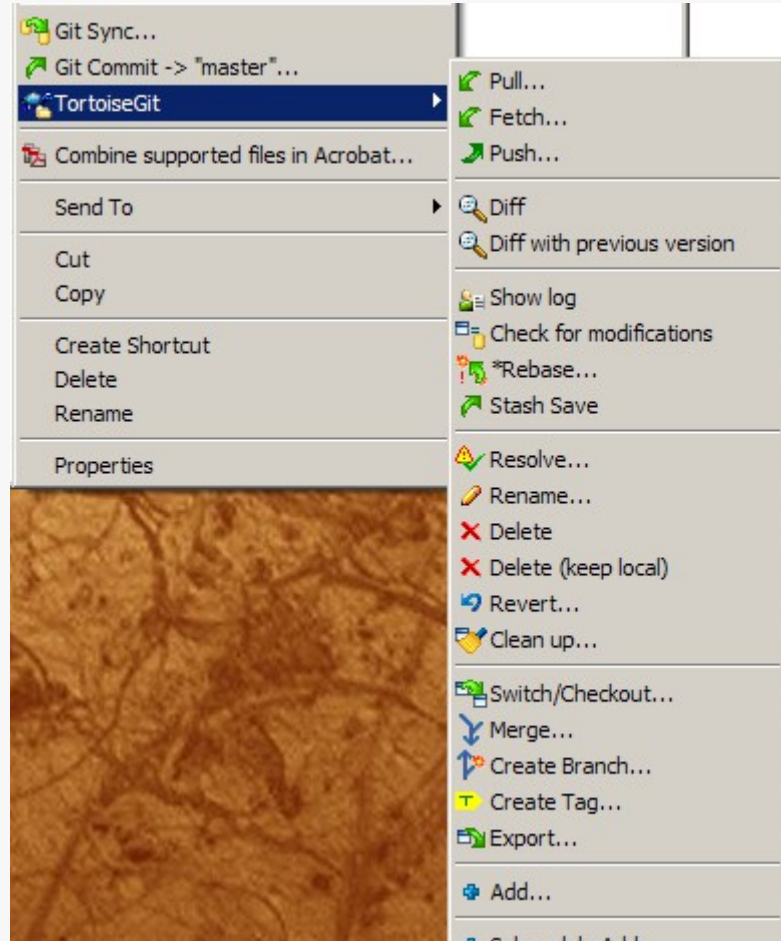 Git Sync...
Git Commit -> "master"...
TortoiseGit
Combine supported files in Acrobat...
Send To
Cut
Copy
Create Shortcut
Delete
Rename
Properties
Pull...
Fetch...
Push...
Diff
Diff with previous version
Show log
Check for modifications
*Rebase...
Stash Save
Resolve...
Rename...
Delete
Delete (keep local)
Revert...
Clean up...
Switch/Checkout...
Merge...
Create Branch...
Create Tag...
Export...
Add...